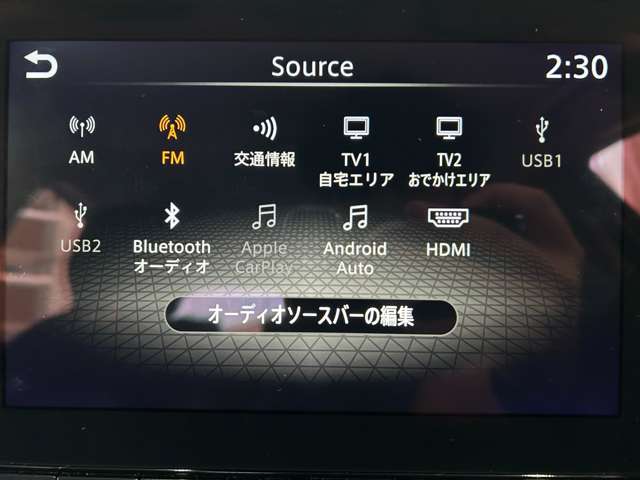 Source
2:30
AM
FM
交通情報
TV1
自宅エリア
TV2
おでかけエリア
USB1
USB2
Bluetooth
オーディオ
Apple
CarPlay
Android
Auto
HDMI
オーディオソースバーの編集